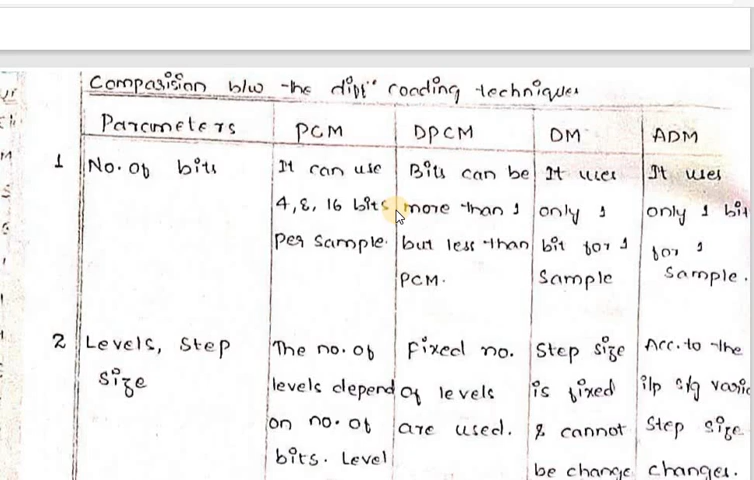 Compasision b/w the difft coading techniques
Parameters PCM DPCM DM ADM
1 No. of bits It can use Bits can be It uses It uses
4, 8, 16 bits more than 1 only 1 only 1 bit
Per Sample. but less than bit for 1 for 1
PCM. Sample Sample.
2 Levels, Step The no. of Fixed no. Step size Acc. to the
Size levels depend of levels is fixed i/p s/g
on no. of are used. & cannot Step size
bits. Level be change changes.